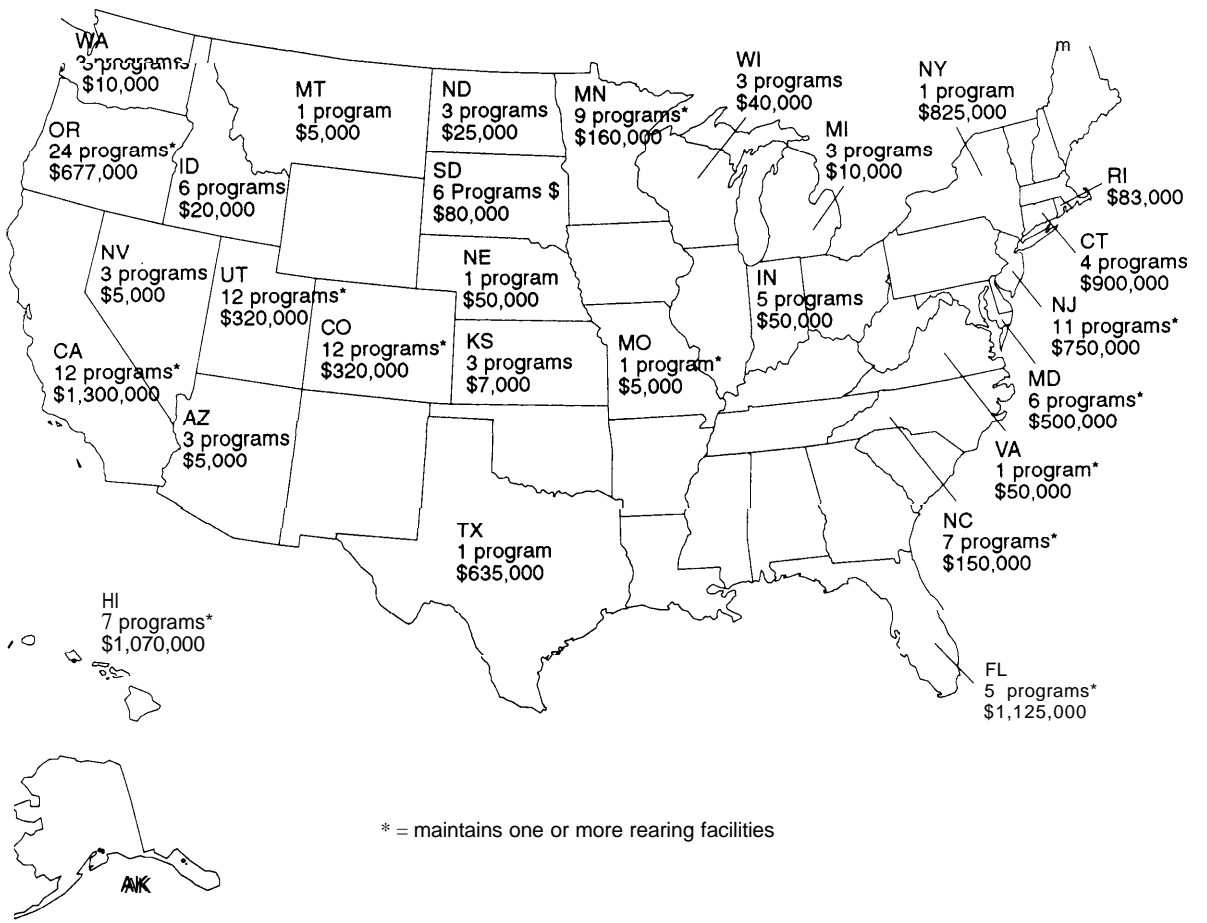 WA
$10,000
OR
24 programs*
$677,000
ID
6 programs
$20,000
MT
1 program
$5,000
ND
3 programs
$25,000
SD
6 Programs $
$80,000
MN
9 programs*
$160,000
WI
3 programs
$40,000
MI
3 programs
$10,000
NY
1 program
$825,000
m
RI
$83,000
CT
4 programs
$900,000
NJ
11 programs*
$750,000
MD
6 programs*
$500,000
VA
1 program*
$50,000
NC
7 programs*
$150,000
NV
3 programs
$5,000
UT
12 programs*
$320,000
CO
12 programs*
$320,000
NE
1 program
$50,000
KS
3 programs
$7,000
MO
1 program*
$5,000
IN
5 programs
$50,000
CA
12 programs*
$1,300,000
AZ
3 programs
$5,000
TX
1 program
$635,000
HI
7 programs*
$1,070,000
FL
5 programs*
$1,125,000
AK
* = maintains one or more rearing facilities